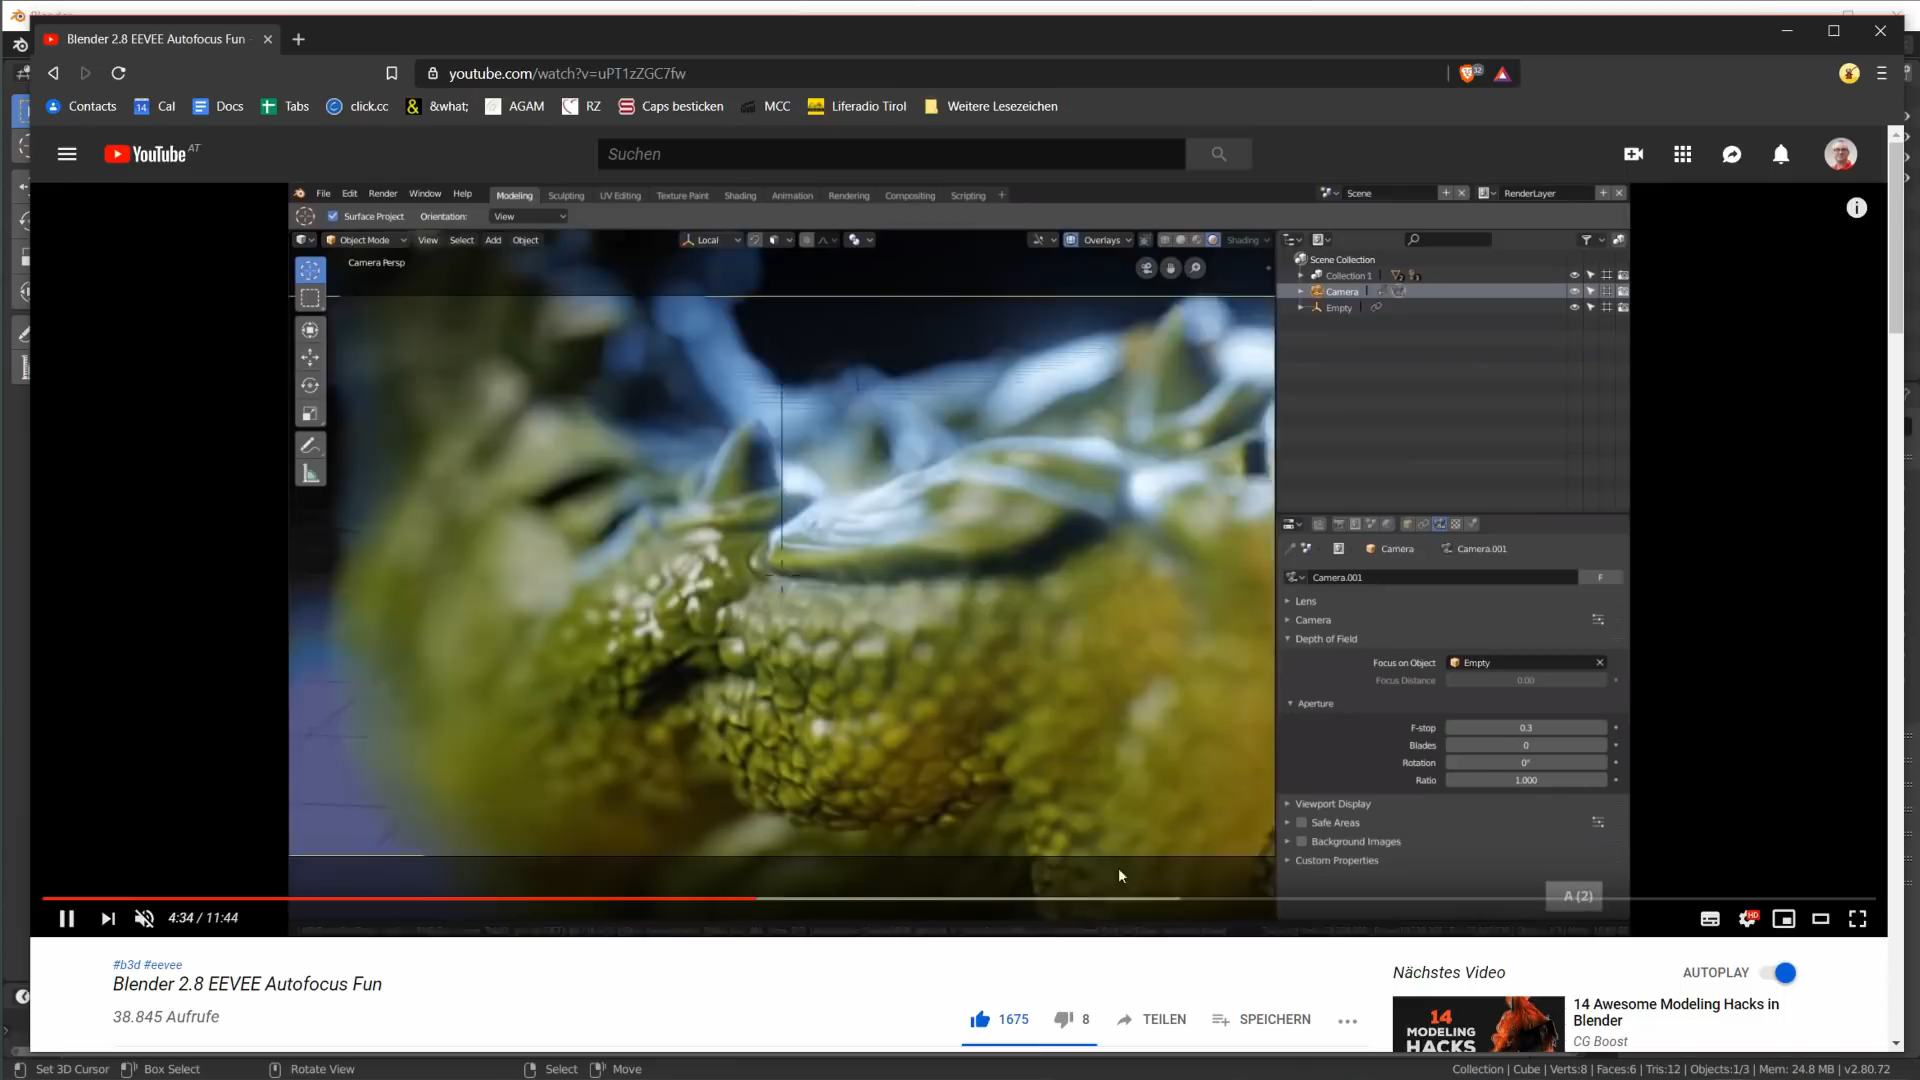 Blender 2.8 EEVEE Autofocus Fun
youtube.com/watch?v=uPT1zZGC7fw
32
Contacts
14 Cal
Docs
Tabs
click.cc
& &what;
AGAM
RZ
Caps besticken
MCC
Liferadio Tirol
Weitere Lesezeichen
YouTube AT
Suchen
File Edit Render Window Help
Modeling Sculpting UV Editing Texture Paint Shading Animation Rendering Compositing Scripting +
Scene
RenderLayer
Surface Project Orientation: View
Object Mode View Select Add Object
Local
Overlays
Shading
Camera Persp
Scene Collection
Collection 1
Camera
Empty
Camera Camera.001
Camera.001 F
Lens
Camera
Depth of Field
Focus on Object Empty
Focus Distance 0.00
Aperture
F-stop 0.3
Blades 0
Rotation 0°
Ratio 1.000
Viewport Display
Safe Areas
Background Images
Custom Properties
A (2)
4:34 / 11:44
HD
#b3d #eevee
Blender 2.8 EEVEE Autofocus Fun
38.845 Aufrufe
1675
8
TEILEN
SPEICHERN
Nächstes Video
AUTOPLAY
14
MODELING
HACKS
14 Awesome Modeling Hacks in
Blender
CG Boost
Set 3D Cursor
Box Select
Rotate View
Select
Move
Collection | Cube | Verts:8 | Faces:6 | Tris:12 | Objects:1/3 | Mem: 24.8 MB | v2.80.72